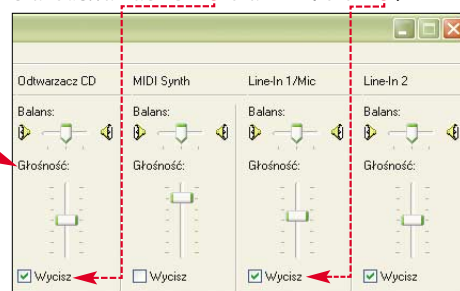 Odtwarzacz CD MIDI Synth Line-In 1/Mic Line-In 2
Balans: Balans: Balans: Balans:
Głośność: Głośność: Głośność: Głośność:
Wycisz Wycisz Wycisz Wycisz